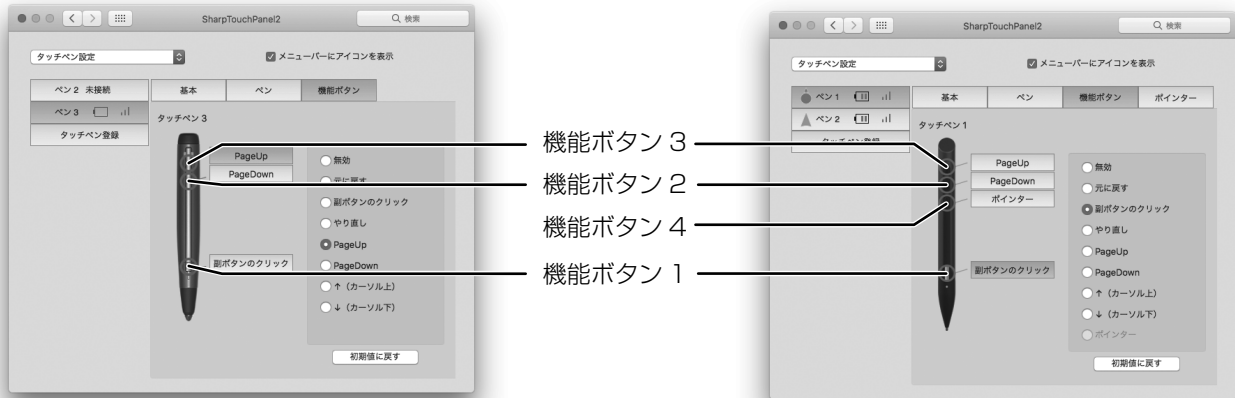 SharpTouchPanel2
検索
タッチペン設定
メニューバーにアイコンを表示
ペン 2 未接続
ペン 3
タッチペン登録
基本
ペン
機能ボタン
タッチペン 3
PageUp
PageDown
副ボタンのクリック
無効
元に戻す
副ボタンのクリック
やり直し
PageUp
PageDown
↑（カーソル上）
↓（カーソル下）
初期値に戻す
機能ボタン 3
機能ボタン 2
機能ボタン 4
機能ボタン 1
SharpTouchPanel2
検索
タッチペン設定
メニューバーにアイコンを表示
ペン 1
ペン 2
タッチペン登録
基本
ペン
機能ボタン
ポインター
タッチペン 1
PageUp
PageDown
ポインター
副ボタンのクリック
無効
元に戻す
副ボタンのクリック
やり直し
PageUp
PageDown
↑（カーソル上）
↓（カーソル下）
ポインター
初期値に戻す